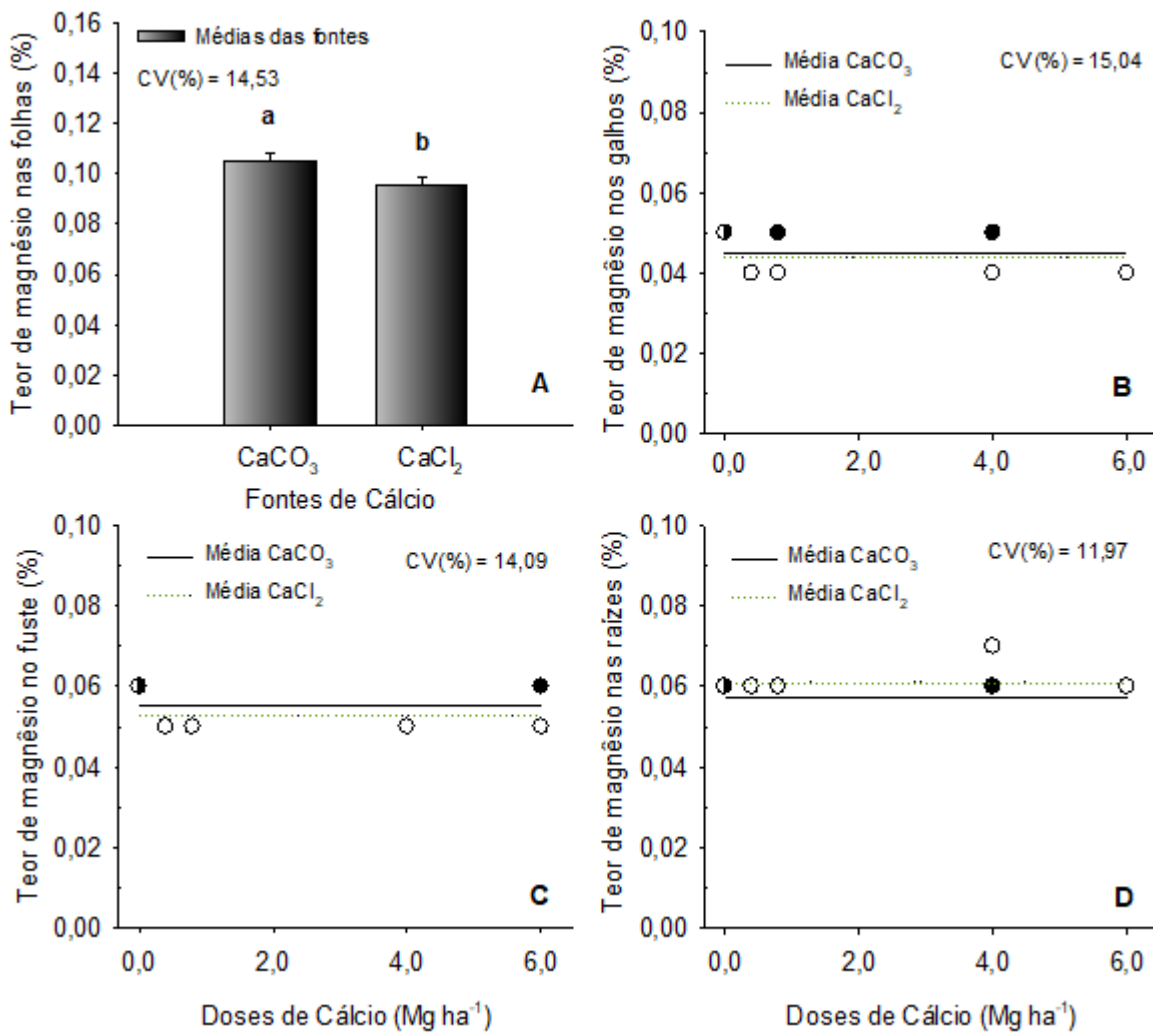 Teor de magnésio nas folhas (%)
0,16
0,14
0,12
0,10
0,08
0,06
0,04
0,02
0,00
Médias das fontes
CV(%) = 14,53
a
b
A
CaCO₃
CaCl₂
Fontes de Cálcio
Teor de magnêsio nos galhos (%)
0,10
0,08
0,06
0,04
0,02
0,00
Média CaCO₃
CV(%) = 15,04
Média CaCl₂
B
0,0
2,0
4,0
6,0
Teor de magnêsio no fuste (%)
0,10
0,08
0,06
0,04
0,02
0,00
Média CaCO₃
CV(%) = 14,09
Média CaCl₂
C
0,0
2,0
4,0
6,0
Doses de Cálcio (Mg ha⁻¹)
Teor de magnêsio nas raízes (%)
0,10
0,08
0,06
0,04
0,02
0,00
Média CaCO₃
CV(%) = 11,97
Média CaCl₂
D
0,0
2,0
4,0
6,0
Doses de Cálcio (Mg ha⁻¹)